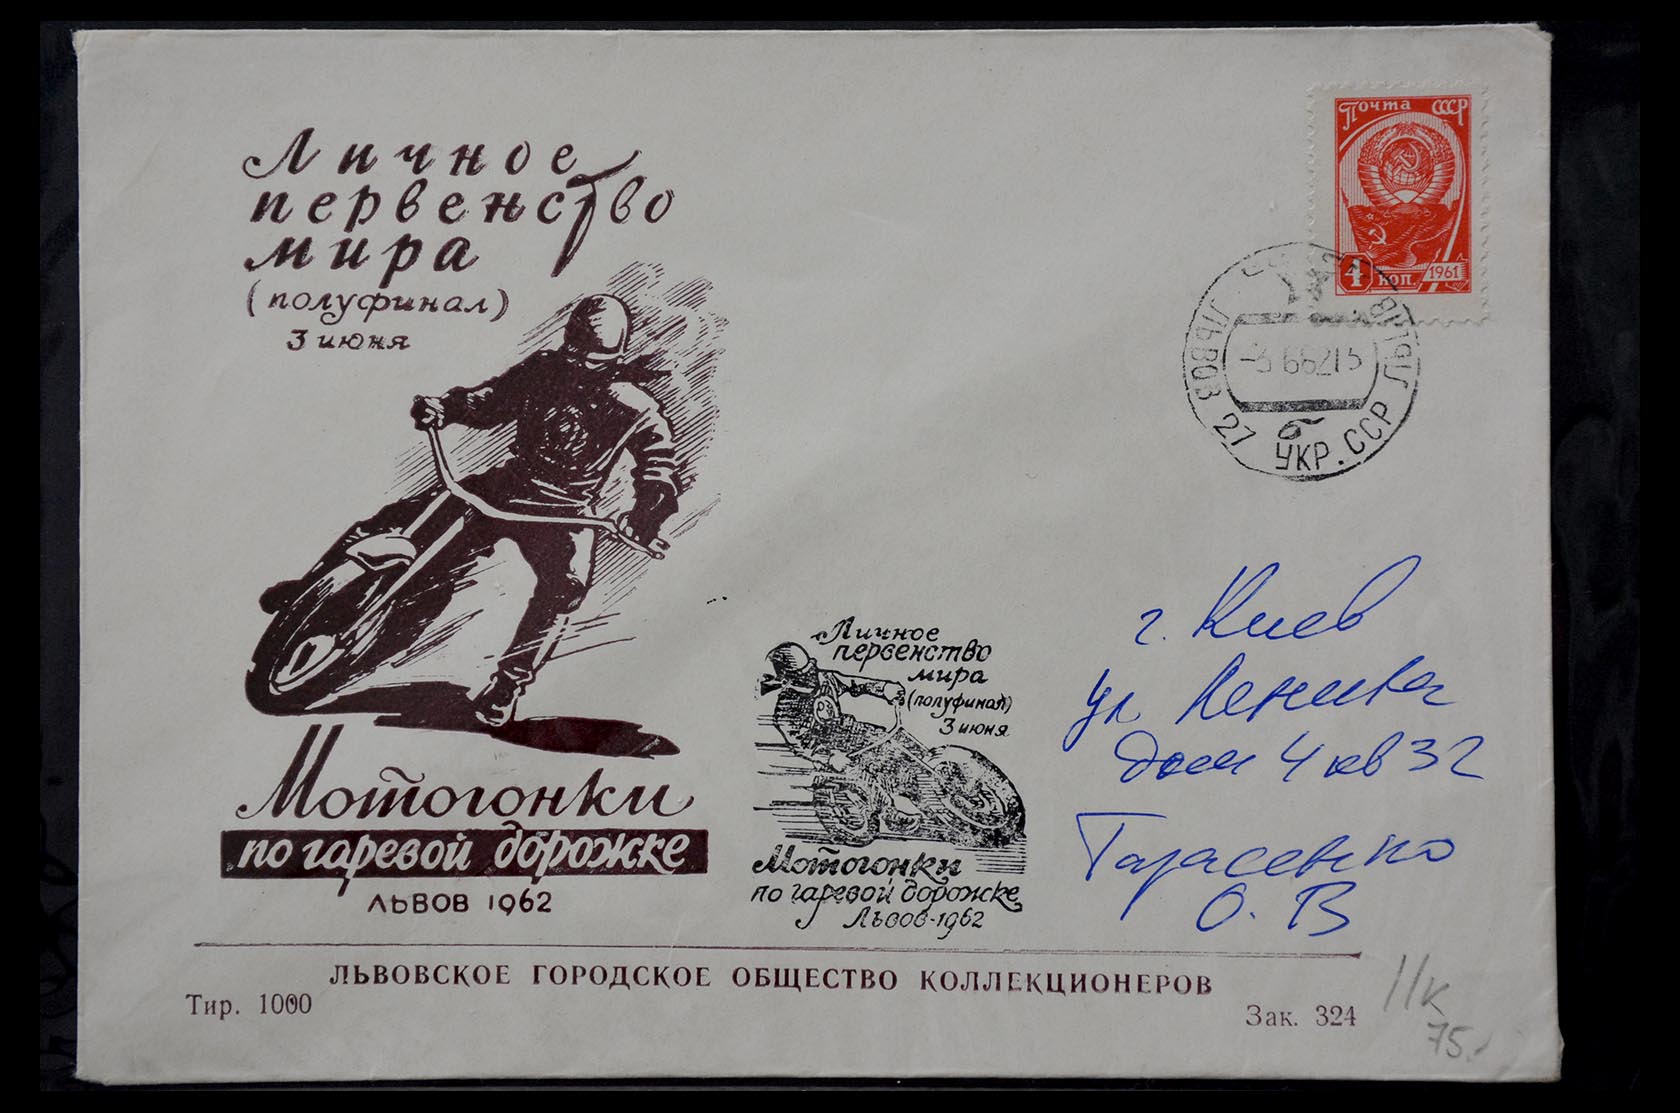 Личное
первенство
мира
(полуфинал)
3 июня
Мотогонки
по гаревой дорожке
ЛЬВОВ 1962
Почта СССР
4 коп. 1961
ЛЬВОВ 27
УКР. ССР
б
-3 6 62 13
Личное
первенство
мира
(полуфинал)
3 июня
Мотогонки
по гаревой дорожке
Львов-1962
г. Киев
ул Ленина
дом 4 кв 32
Тарасенко
О. В
ЛЬВОВСКОЕ ГОРОДСКОЕ ОБЩЕСТВО КОЛЛЕКЦИОНЕРОВ
Тир. 1000
Зак. 324
11к
75.-